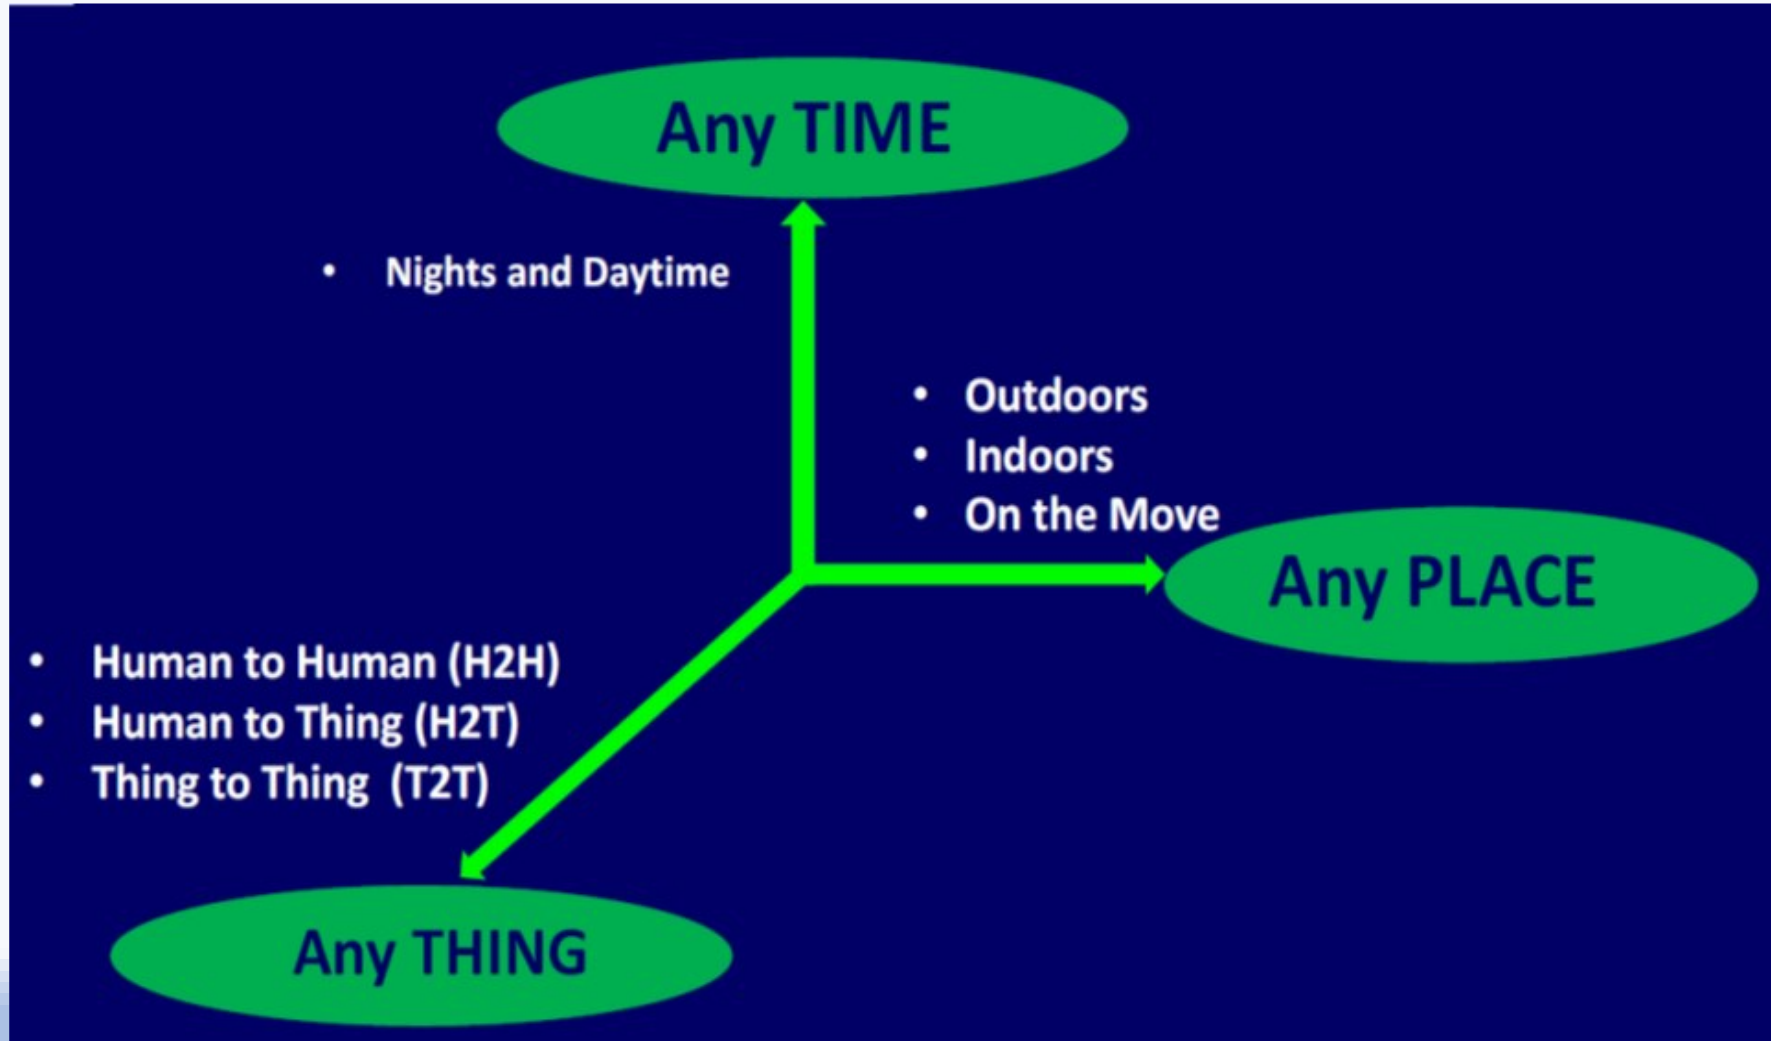 Any TIME
• Nights and Daytime
• Outdoors
• Indoors
• On the Move
Any PLACE
• Human to Human (H2H)
• Human to Thing (H2T)
• Thing to Thing (T2T)
Any THING